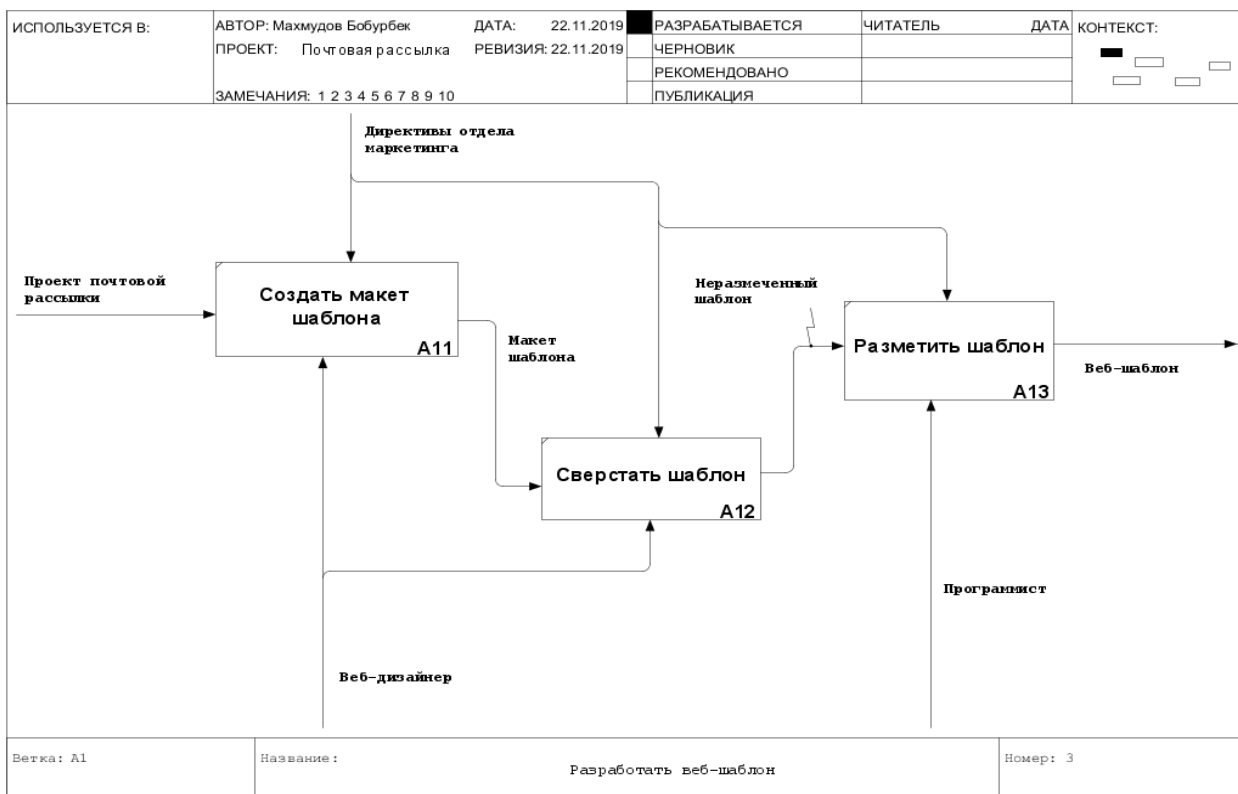 ИСПОЛЬЗУЕТСЯ В:
АВТОР: Махмудов Бобурбек
ДАТА: 22.11.2019
РАЗРАБАТЫВАЕТСЯ
ЧИТАТЕЛЬ
ДАТА
КОНТЕКСТ:
ПРОЕКТ: Почтовая рассылка
РЕВИЗИЯ: 22.11.2019
ЧЕРНОВИК
РЕКОМЕНДОВАНО
ЗАМЕЧАНИЯ: 1 2 3 4 5 6 7 8 9 10
ПУБЛИКАЦИЯ
Директивы отдела
маркетинга
Проект почтовой
рассылки
Создать макет
шаблона
A11
Макет
шаблона
Неразмеченный
шаблон
Разметить шаблон
A13
Веб-шаблон
Сверстать шаблон
A12
Программист
Веб-дизайнер
Ветка: A1
Название:
Разработать веб-шаблон
Номер: 3